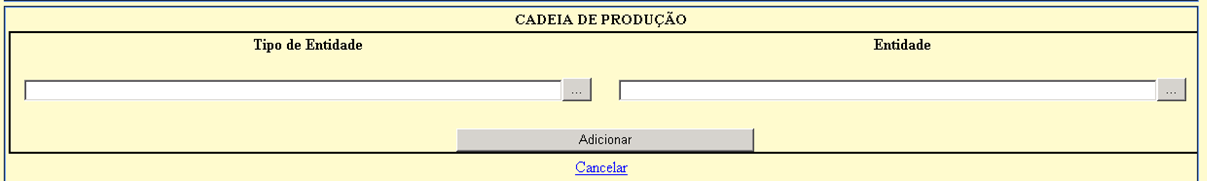 CADEIA DE PRODUÇÃO
Tipo de Entidade Entidade
... ...
Adicionar
Cancelar